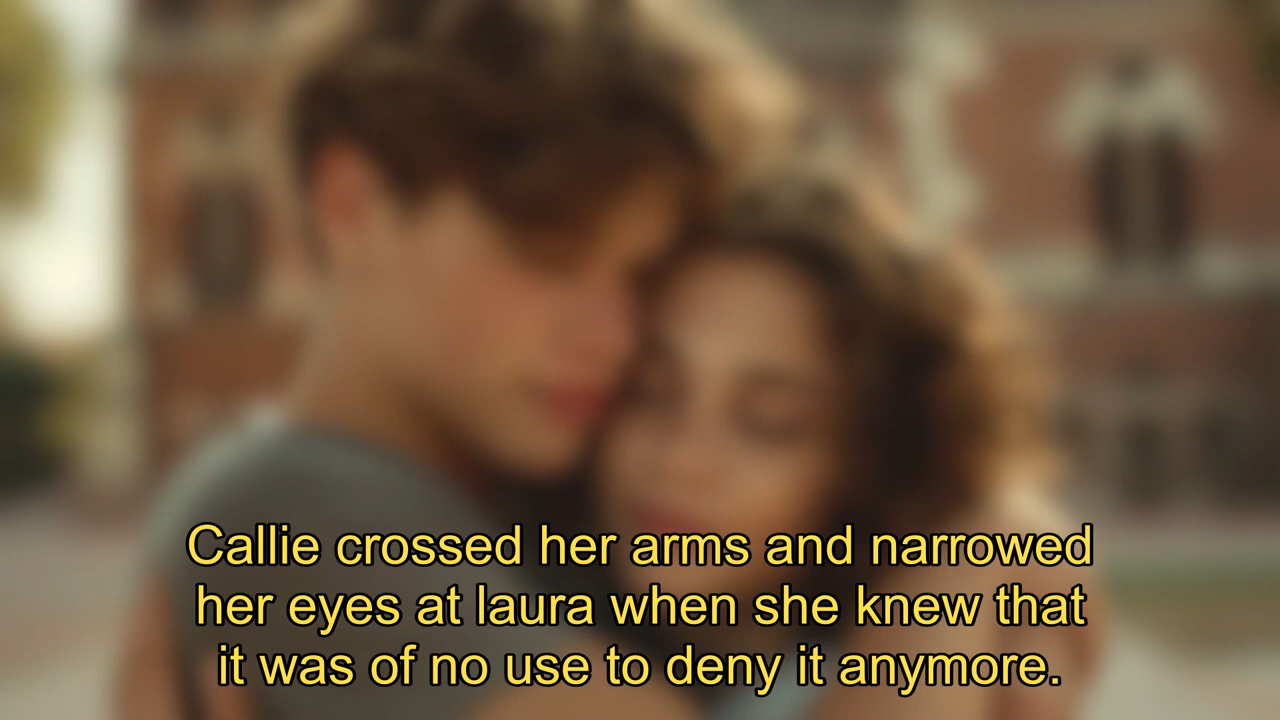 Callie crossed her arms and narrowed
her eyes at laura when she knew that
it was of no use to deny it anymore.